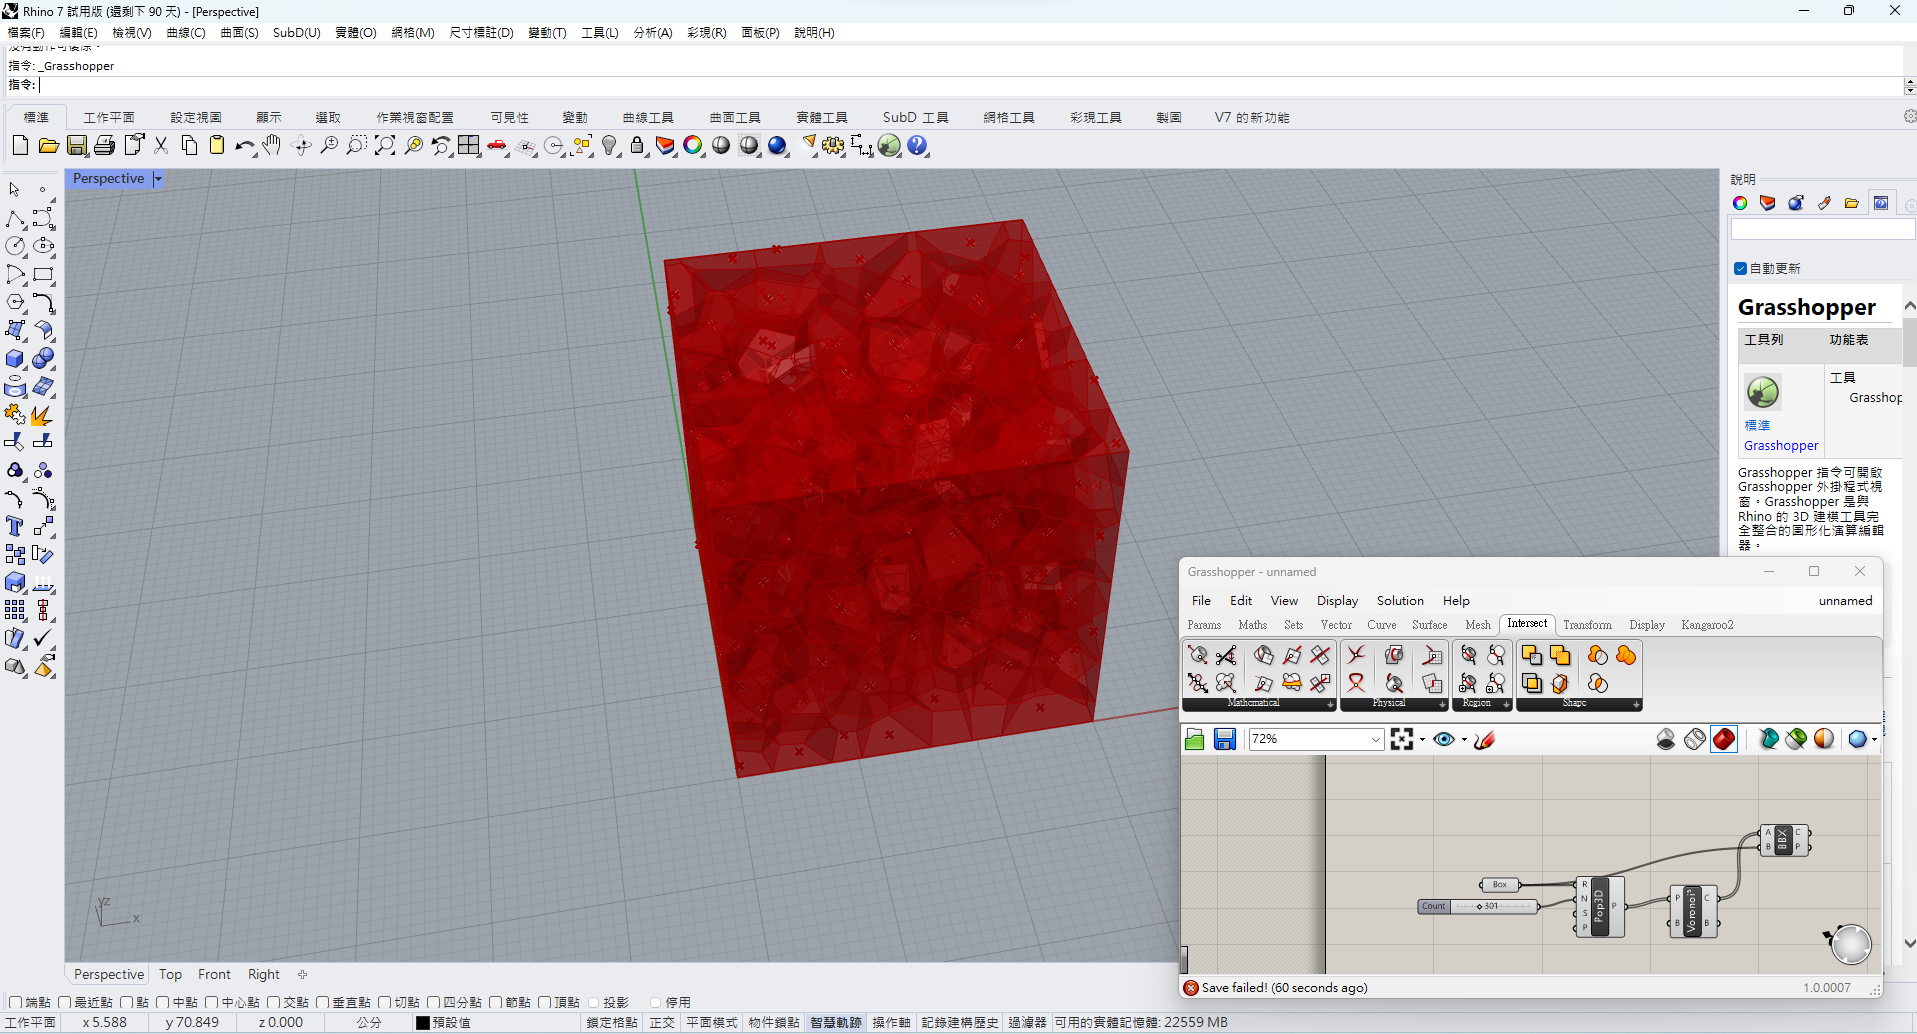 Rhino 7 試用版 (還剩下 90 天) - [Perspective]
檔案(F) 編輯(E) 檢視(V) 曲線(C) 曲面(S) SubD(U) 實體(O) 網格(M) 尺寸標註(D) 變動(T) 工具(L) 分析(A) 彩現(R) 面板(P) 說明(H)
沒有動作可復原。
指令: _Grasshopper
指令:
標準 工作平面 設定視圖 顯示 選取 作業視窗配置 可見性 變動 曲線工具 曲面工具 實體工具 SubD 工具 網格工具 彩現工具 製圖 V7 的新功能
Perspective
說明
自動更新
Grasshopper
工具列 功能表
工具
Grasshop
標準
Grasshopper
Grasshopper 指令可開啟
Grasshopper 外掛程式視
窗。Grasshopper 是與
Rhino 的 3D 建模工具完
全整合的圖形化演算編輯
器。
Grasshopper - unnamed
File Edit View Display Solution Help unnamed
Params Maths Sets Vector Curve Surface Mesh Intersect Transform Display Kangaroo2
Mathematical Physical Region Shape
72%
A B BBX C P
Box
Count 301
R N S P Pop3D P
P B Voronoi³ C B
Save failed! (60 seconds ago) 1.0.0007
yz
x
Perspective Top Front Right
端點 最近點 點 中點 中心點 交點 垂直點 切點 四分點 節點 頂點 投影 停用
工作平面 x 5.588 y 70.849 z 0.000 公分 預設值 鎖定格點 正交 平面模式 物件鎖點 智慧軌跡 操作軸 記錄建構歷史 過濾器 可用的實體記憶體: 22559 MB